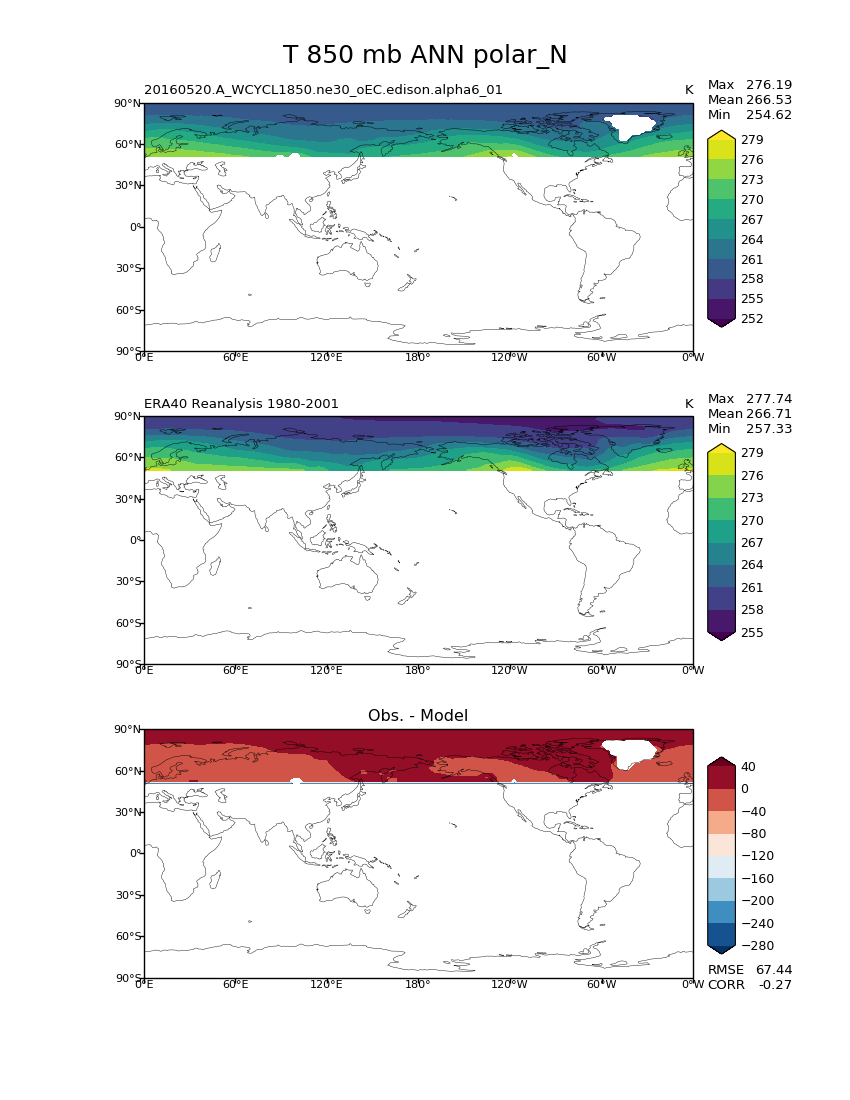 T 850 mb ANN polar_N
20160520.A_WCYCL1850.ne30_oEC.edison.alpha6_01 K
Max 276.19
Mean 266.53
Min 254.62
90°N
60°N
30°N
0°
30°S
60°S
90°S
0°E 60°E 120°E 180° 120°W 60°W 0°W
279
276
273
270
267
264
261
258
255
252
ERA40 Reanalysis 1980-2001 K
Max 277.74
Mean 266.71
Min 257.33
90°N
60°N
30°N
0°
30°S
60°S
90°S
0°E 60°E 120°E 180° 120°W 60°W 0°W
279
276
273
270
267
264
261
258
255
Obs. - Model
90°N
60°N
30°N
0°
30°S
60°S
90°S
0°E 60°E 120°E 180° 120°W 60°W 0°W
40
0
−40
−80
−120
−160
−200
−240
−280
RMSE 67.44
CORR -0.27